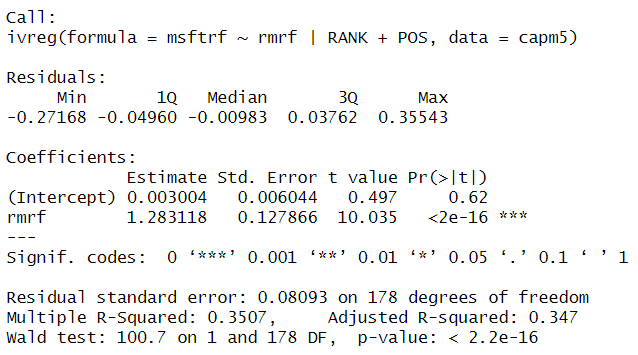 Call:
ivreg(formula = msftrf ~ rmrf | RANK + POS, data = capm5)
Residuals:
Min 1Q Median 3Q Max
-0.27168 -0.04960 -0.00983 0.03762 0.35543
Coefficients:
Estimate Std. Error t value Pr(>|t|)
(Intercept) 0.003004 0.006044 0.497 0.62
rmrf 1.283118 0.127866 10.035 <2e-16 ***
---
Signif. codes: 0 ‘***’ 0.001 ‘**’ 0.01 ‘*’ 0.05 ‘.’ 0.1 ‘ ’ 1
Residual standard error: 0.08093 on 178 degrees of freedom
Multiple R-Squared: 0.3507, Adjusted R-squared: 0.347
Wald test: 100.7 on 1 and 178 DF, p-value: < 2.2e-16